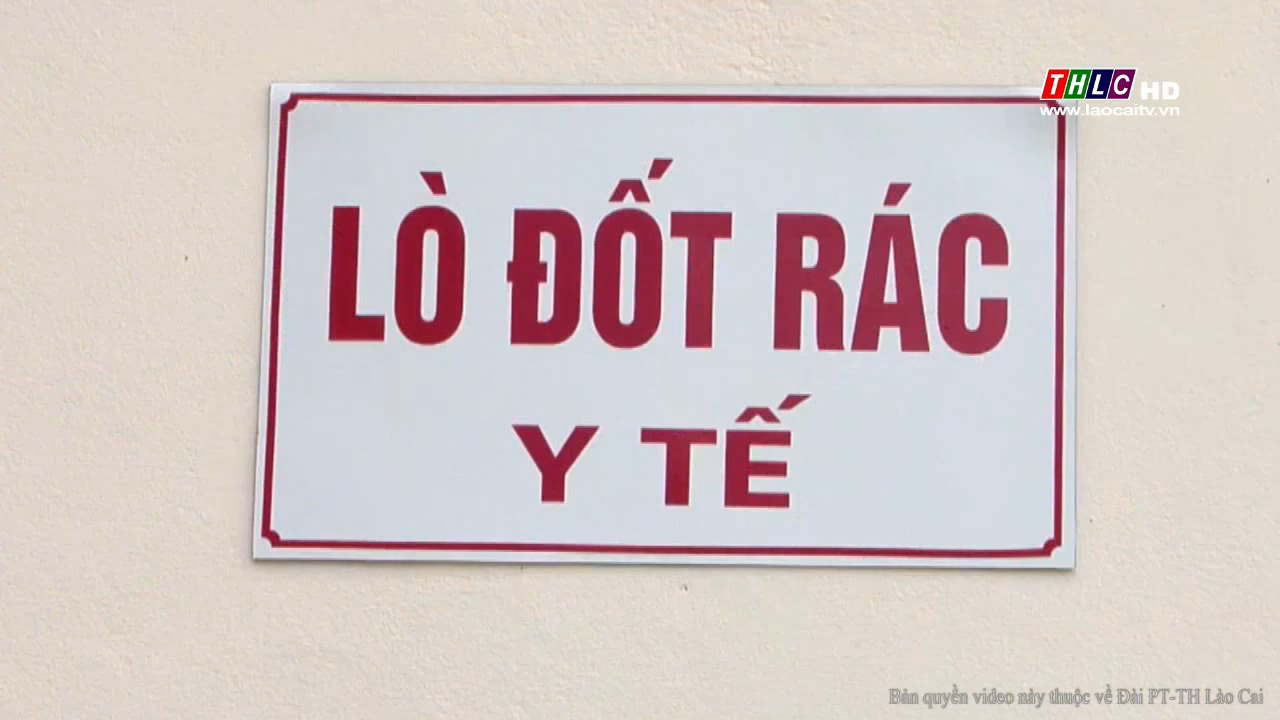 THLC HD
www.laocaitv.vn
LÒ ĐỐT RÁC
Y TẾ
Bản quyền video này thuộc về Đài PT-TH Lào Cai